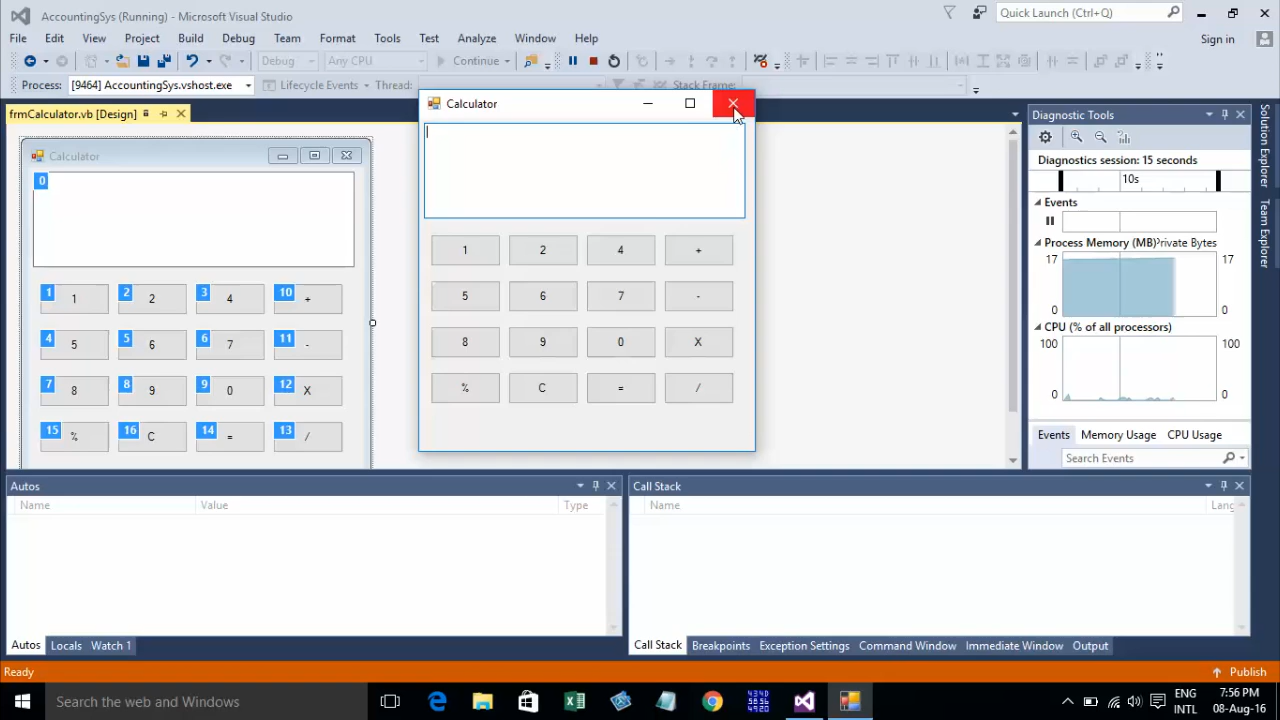 AccountingSys (Running) - Microsoft Visual Studio
Quick Launch (Ctrl+Q)
File Edit View Project Build Debug Team Format Tools Test Analyze Window Help
Sign in
Debug Any CPU Continue
Process: [9464] AccountingSys.vshost.exe Lifecycle Events Thread: Stack Frame:
frmCalculator.vb [Design]
Calculator
0
1 1 2 2 3 4 10 +
4 5 5 6 6 7 11 -
7 8 8 9 9 0 12 X
15 % 16 C 14 = 13 /
Calculator
1 2 4 +
5 6 7 -
8 9 0 X
% C = /
Diagnostic Tools
Diagnostics session: 15 seconds
10s
Events
Process Memory (MB) Private Bytes
17 17
0 0
CPU (% of all processors)
100 100
0 0
Events Memory Usage CPU Usage
Search Events
Solution Explorer
Team Explorer
Autos
Name Value Type
Autos Locals Watch 1
Call Stack
Name Lang
Call Stack Breakpoints Exception Settings Command Window Immediate Window Output
Ready
Publish
Search the web and Windows
ENG
INTL
7:56 PM
08-Aug-16